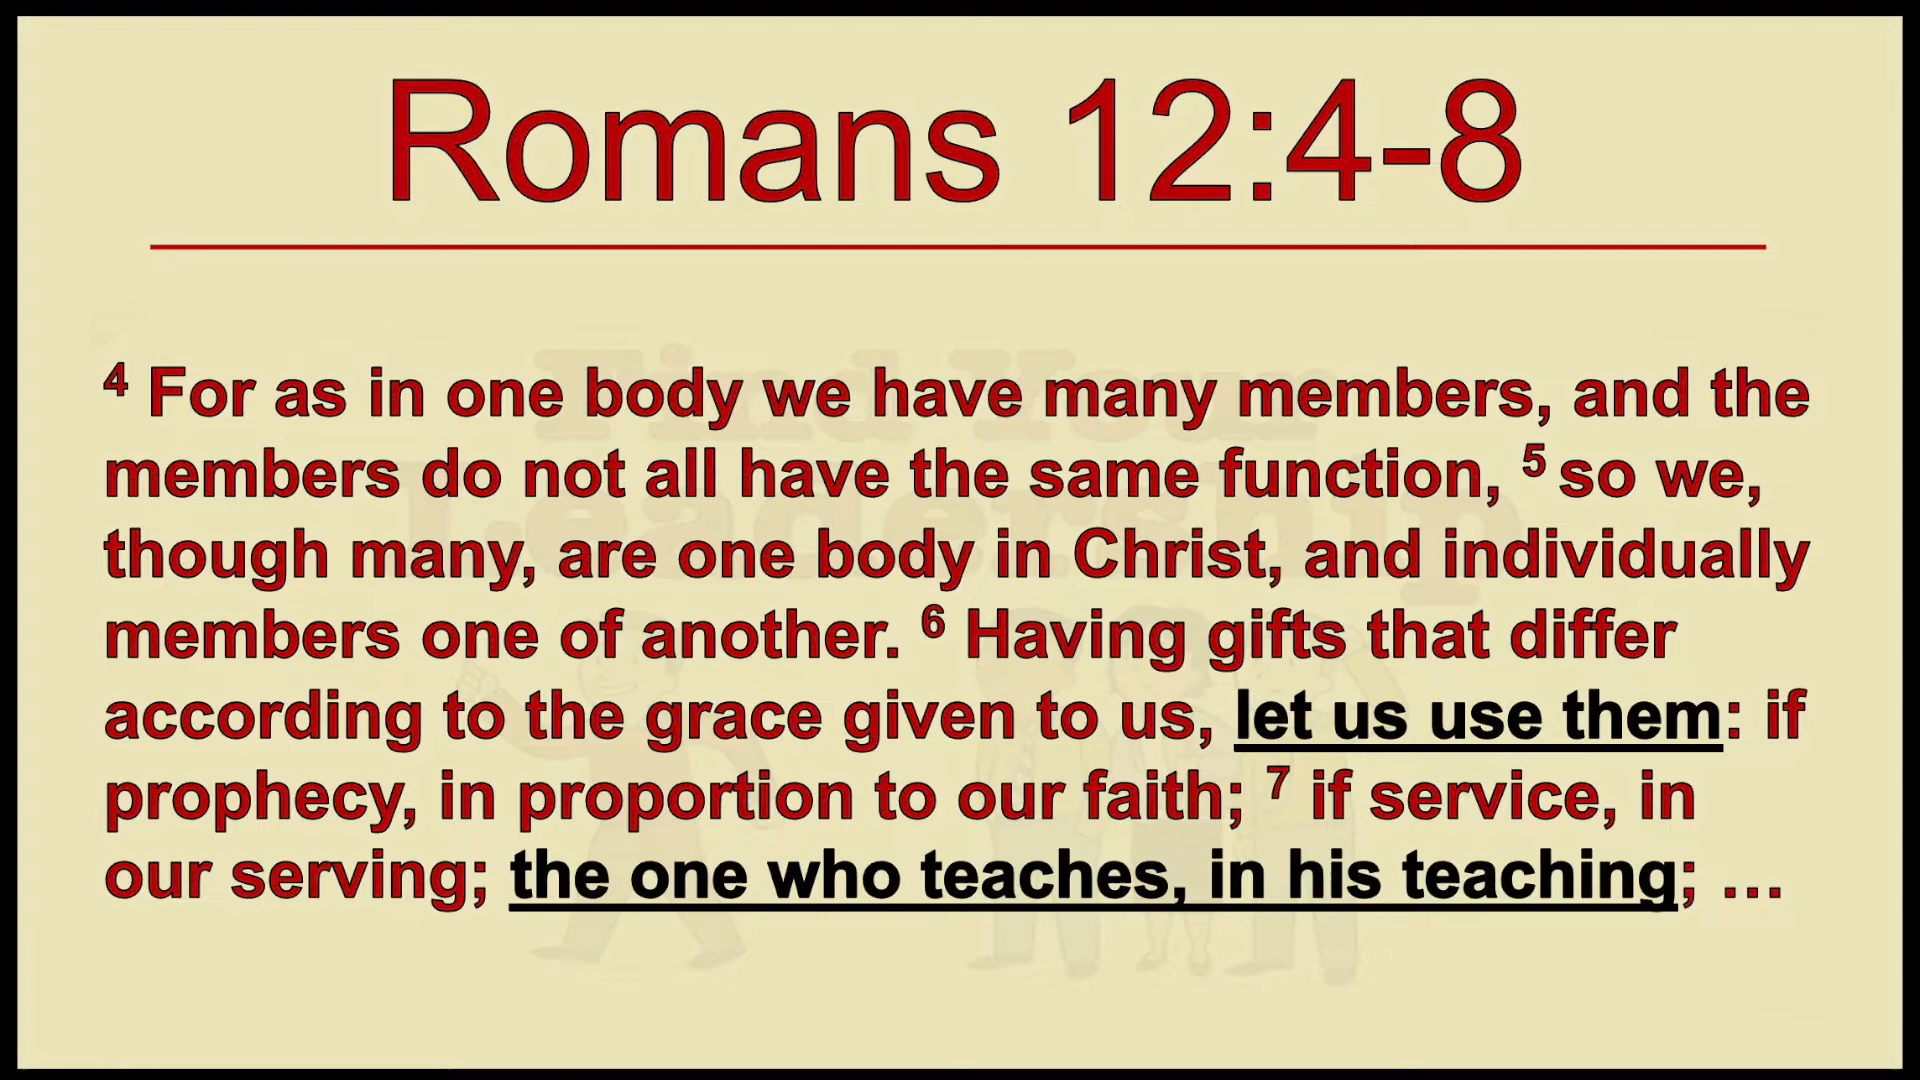 Romans 12:4-8
Find Your
Leadership
⁴ For as in one body we have many members, and the
members do not all have the same function, ⁵ so we,
though many, are one body in Christ, and individually
members one of another. ⁶ Having gifts that differ
according to the grace given to us, let us use them: if
prophecy, in proportion to our faith; ⁷ if service, in
our serving; the one who teaches, in his teaching; …